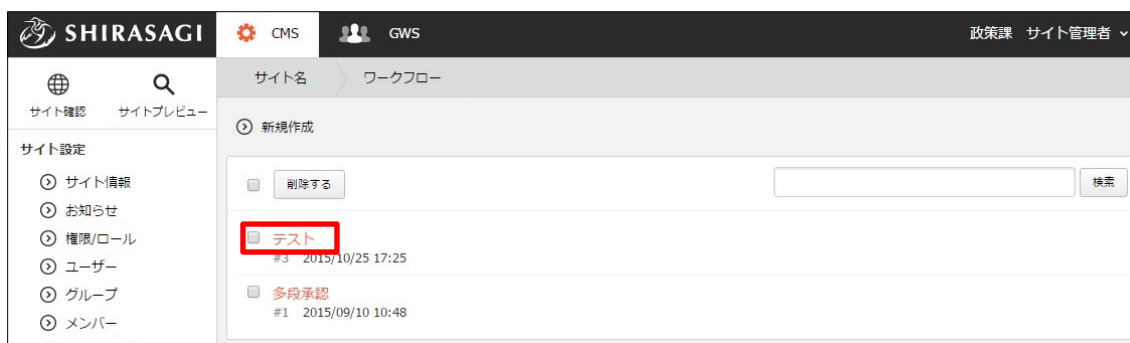 SHIRASAGI CMS GWS 政策課 サイト管理者
サイト確認 サイトプレビュー
サイト名 ワークフロー
新規作成
サイト設定
サイト情報
お知らせ
権限/ロール
ユーザー
グループ
メンバー
削除する 検索
テスト
#3 2015/10/25 17:25
多段承認
#1 2015/09/10 10:48